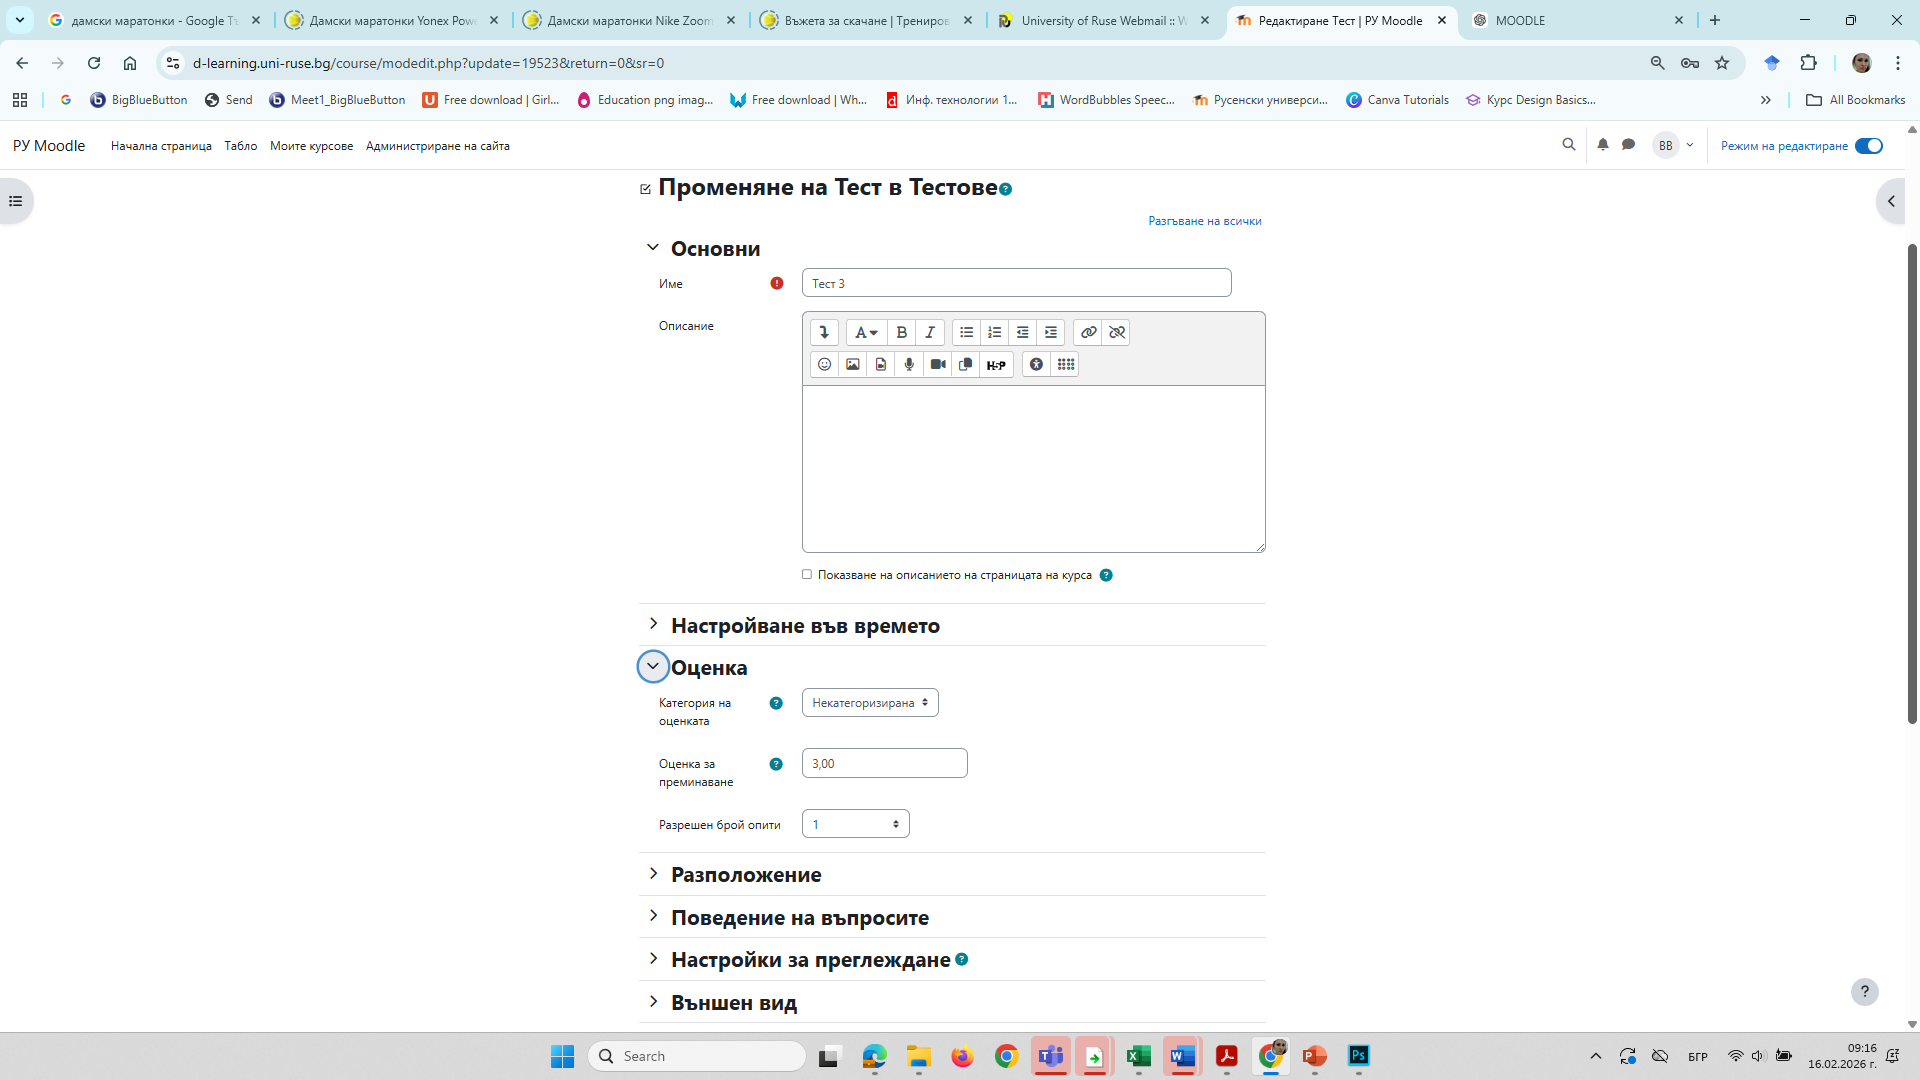 дамски маратонки - Google Тъ
Дамски маратонки Yonex Pow
Дамски маратонки Nike Zoom
Въжета за скачане | Трениров
University of Ruse Webmail :: W
Редактиране Тест | РУ Moodle
MOODLE
d-learning.uni-ruse.bg/course/modedit.php?update=19523&return=0&sr=0
BigBlueButton
Send
Meet1_BigBlueButton
Free download | Girl...
Education png imag...
Free download | Wh...
Инф. технологии 1...
WordBubbles Speec...
Русенски универси...
Canva Tutorials
Курс Design Basics...
All Bookmarks
РУ Moodle
Начална страница
Табло
Моите курсове
Администриране на сайта
ВВ
Режим на редактиране
Променяне на Тест в Тестове
Разгъване на всички
Основни
Име
Тест 3
Описание
H5P
Показване на описанието на страницата на курса
Настройване във времето
Оценка
Категория на
оценката
Некатегоризирана
Оценка за
преминаване
3,00
Разрешен брой опити
1
Разположение
Поведение на въпросите
Настройки за преглеждане
Външен вид
Search
БГР
09:16
16.02.2026 г.